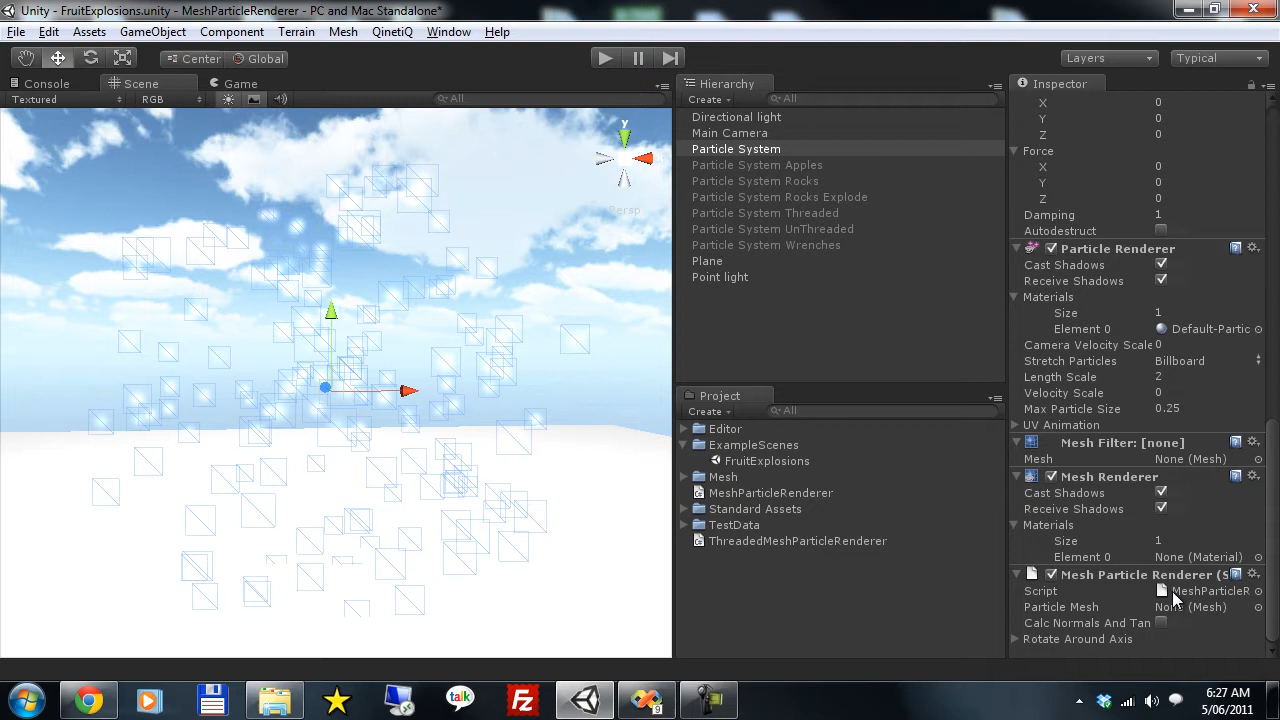 Unity - FruitExplosions.unity - MeshParticleRenderer - PC and Mac Standalone*
File Edit Assets GameObject Component Terrain Mesh QinetiQ Window Help
Center Global Layers Typical
Console Scene Game
Textured RGB All
y
Persp
Hierarchy
Create All
Directional light
Main Camera
Particle System
Particle System Apples
Particle System Rocks
Particle System Rocks Explode
Particle System Threaded
Particle System UnThreaded
Particle System Wrenches
Plane
Point light
Project
Create All
Editor
ExampleScenes
FruitExplosions
Mesh
MeshParticleRenderer
Standard Assets
TestData
ThreadedMeshParticleRenderer
Inspector
X 0
Y 0
Z 0
Force
X 0
Y 0
Z 0
Damping 1
Autodestruct
Particle Renderer
Cast Shadows
Receive Shadows
Materials
Size 1
Element 0 Default-Partic
Camera Velocity Scale 0
Stretch Particles Billboard
Length Scale 2
Velocity Scale 0
Max Particle Size 0.25
UV Animation
Mesh Filter: [none]
Mesh None (Mesh)
Mesh Renderer
Cast Shadows
Receive Shadows
Materials
Size 1
Element 0 None (Material)
Mesh Particle Renderer (S
Script MeshParticleR
Particle Mesh None (Mesh)
Calc Normals And Tan
Rotate Around Axis
talk
Fz
9
6:27 AM
5/06/2011